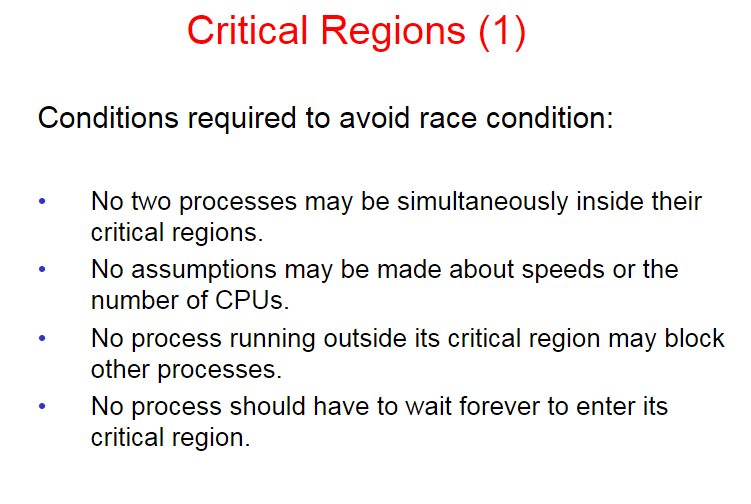 Critical Regions (1)
Conditions required to avoid race condition:
• No two processes may be simultaneously inside their
critical regions.
• No assumptions may be made about speeds or the
number of CPUs.
• No process running outside its critical region may block
other processes.
• No process should have to wait forever to enter its
critical region.